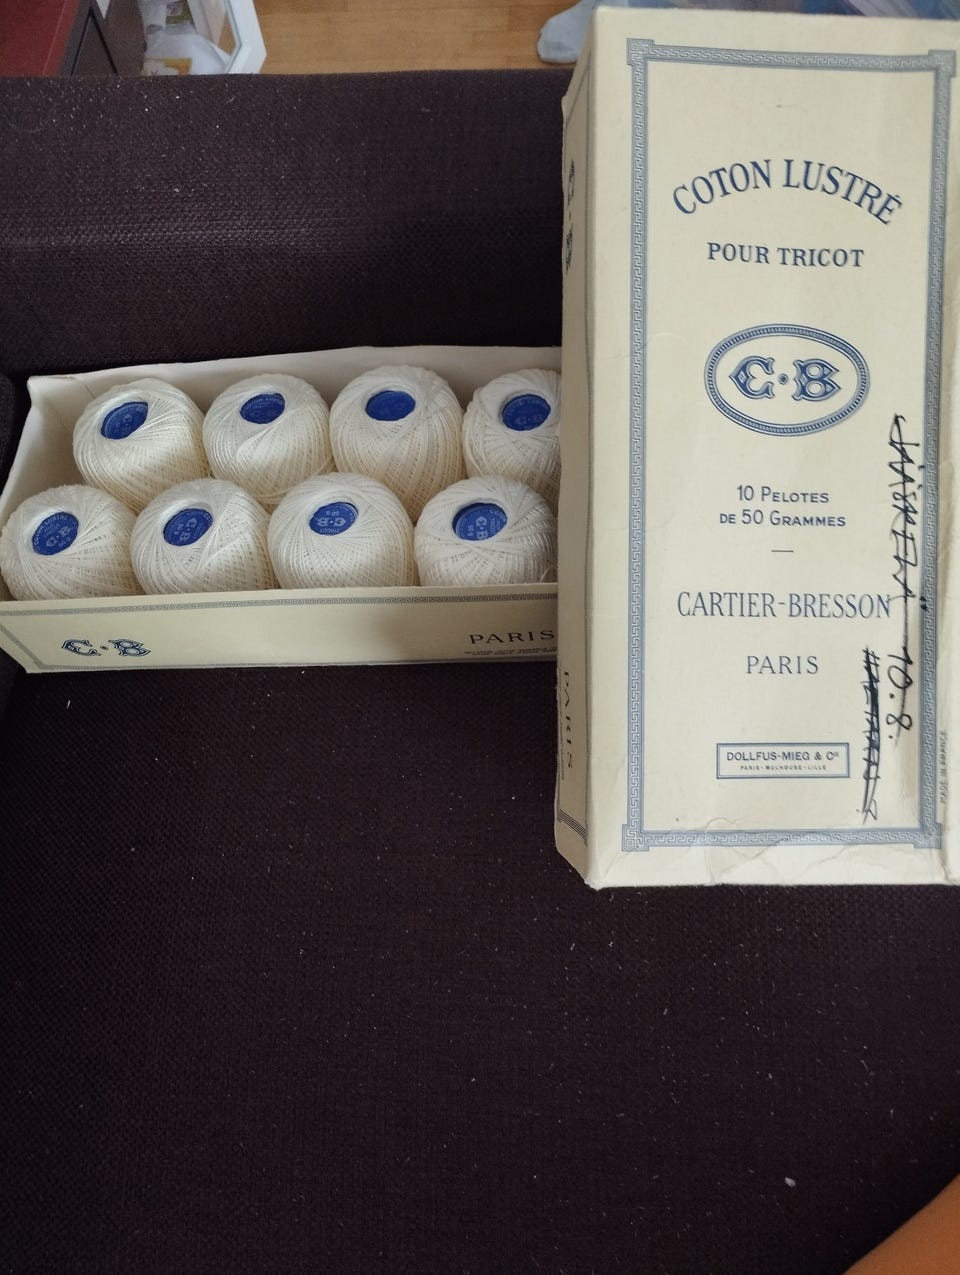 COTON LUSTRÉ
POUR TRICOT
C·B
10 PELOTES
DE 50 GRAMMES
CARTIER-BRESSON
PARIS
DOLLFUS-MIEG & Cie
PARIS-MULHOUSE-LILLE
MADE IN FRANCE
10.8.
PARIS
C·B
PARIS